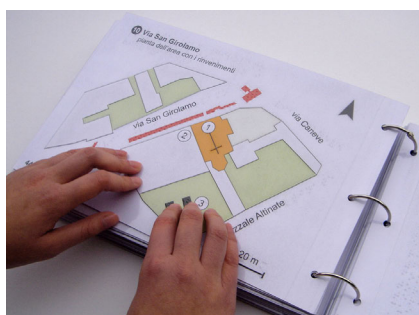 10 Via San Girolamo
pianta dell'area con i rinvenimenti
via San Girolamo
via Caneve
1
2
3
zzale Altinate
20 m